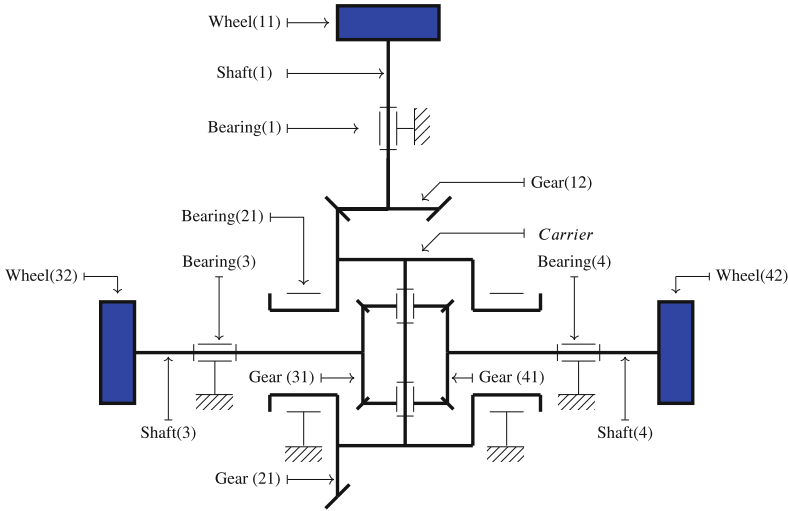 Wheel(11)
Shaft(1)
Bearing(1)
Gear(12)
Bearing(21)
Carrier
Bearing(3)
Bearing(4)
Wheel(32)
Wheel(42)
Gear (31)
Gear (41)
Shaft(3)
Shaft(4)
Gear (21)